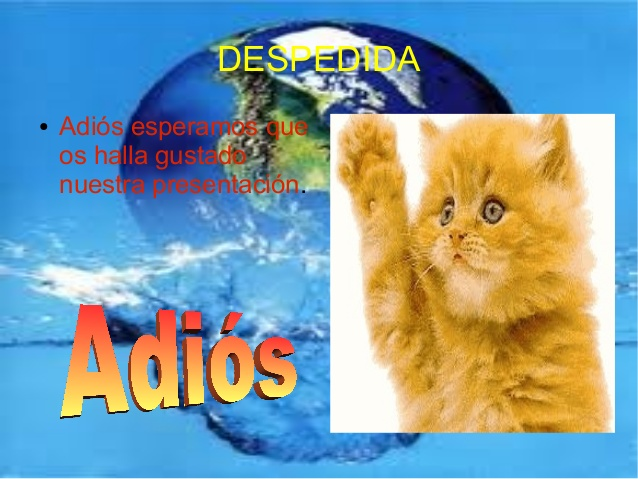 DESPEDIDA
• Adiós esperamos que
os halla gustado
nuestra presentación.
Adiós